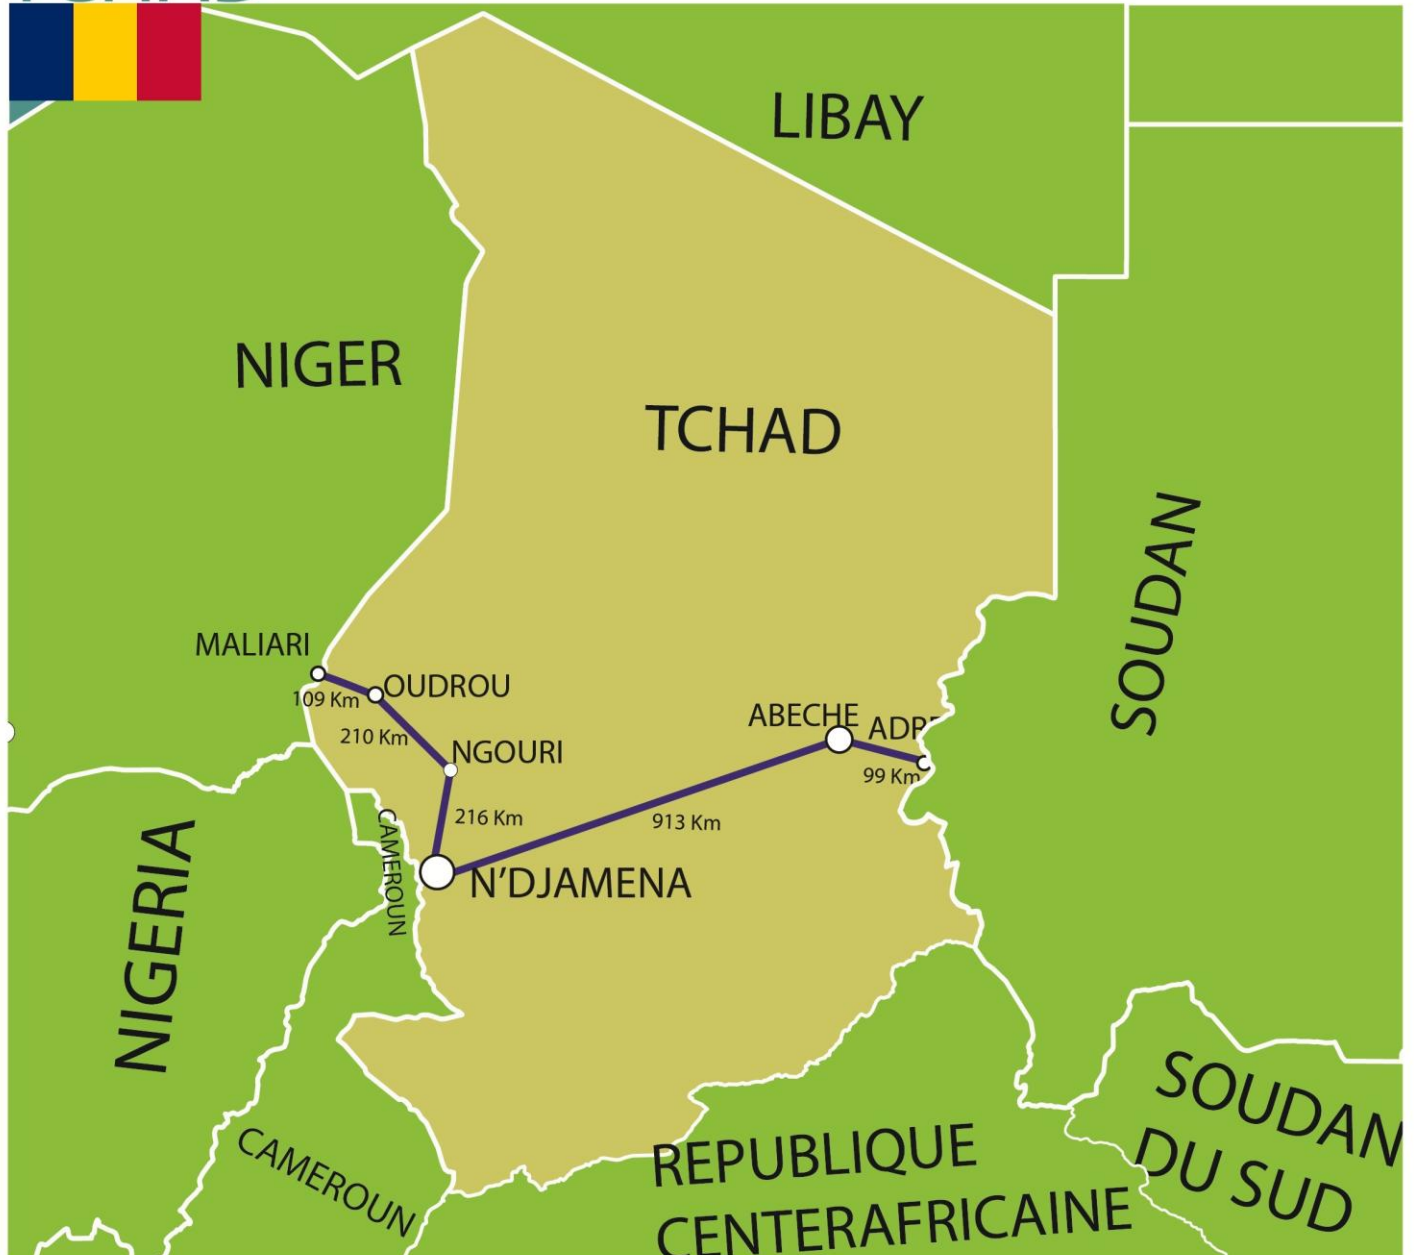 LIBAY
NIGER
TCHAD
SOUDAN
MALIARI
OUDROU
109 Km
210 Km
NGOURI
ABECHE
99 Km
216 Km
913 Km
CAMEROUN
N'DJAMENA
NIGERIA
CAMEROUN
REPUBLIQUE
CENTERAFRICAINE
SOUDAN
DU SUD